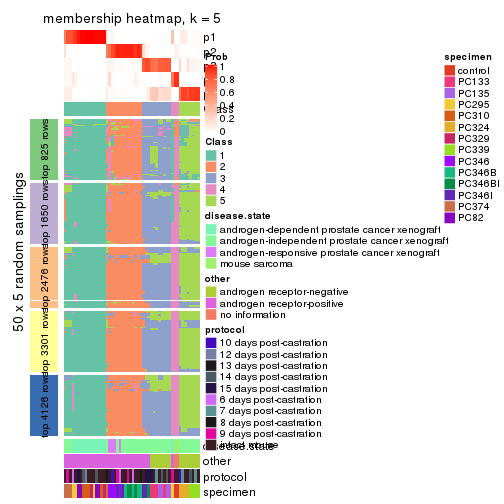 membership heatmap, k = 5
p1
p2
Prob
1
0.8
0.6
0.4
0.2
0
Class
1
2
3
4
5
disease.state
androgen-dependent prostate cancer xenograft
androgen-independent prostate cancer xenograft
androgen-responsive prostate cancer xenograft
mouse sarcoma
other
androgen receptor-negative
androgen receptor-positive
no information
protocol
10 days post-castration
12 days post-castration
13 days post-castration
14 days post-castration
15 days post-castration
6 days post-castration
7 days post-castration
8 days post-castration
9 days post-castration
intact mouse
specimen
control
PC133
PC135
PC295
PC310
PC324
PC329
PC339
PC346
PC346B
PC346BI
PC346I
PC374
PC82
50 x 5 random samplings
top 825 rows
top 1650 rows
top 2476 rows
top 3301 rows
top 4126 rows
disease.state
other
protocol
specimen